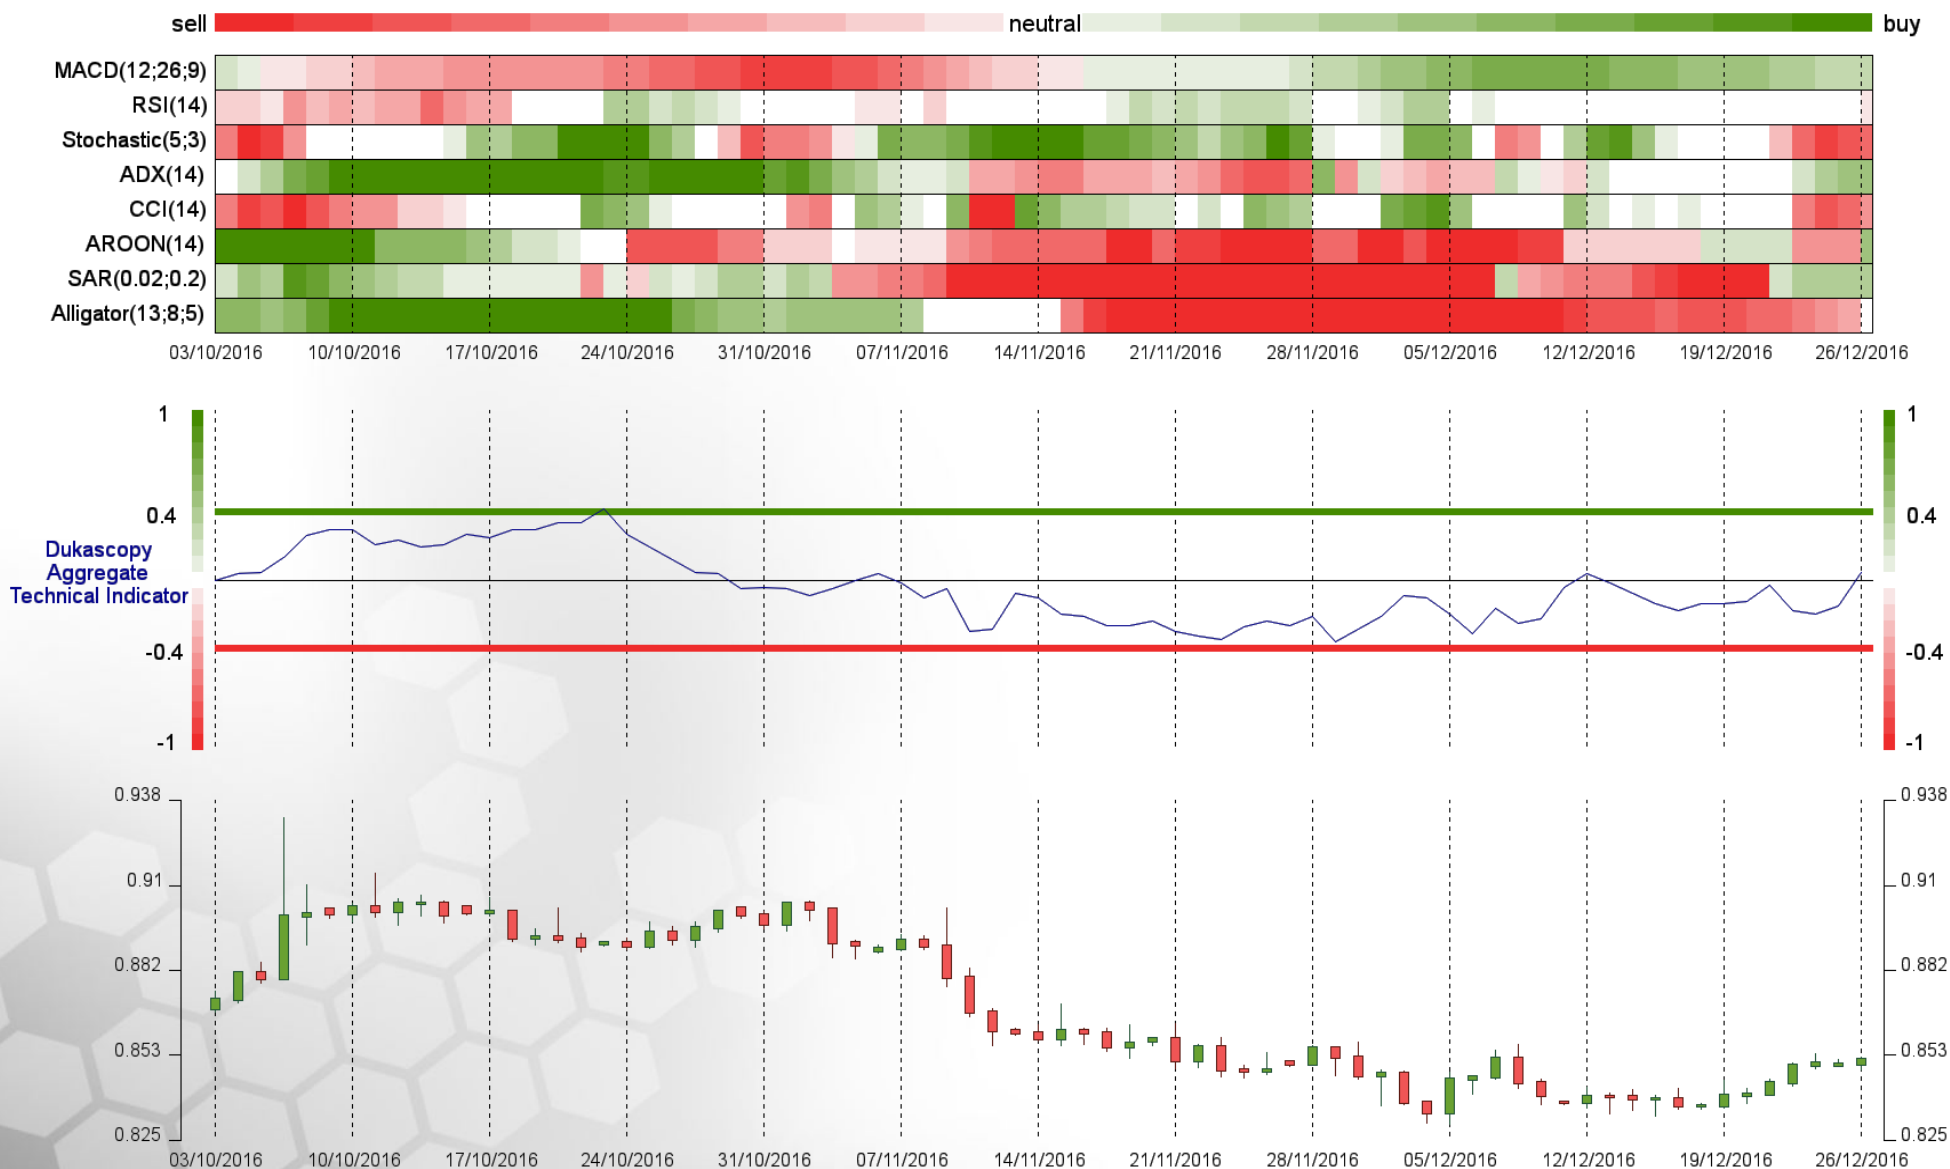 sell neutral buy
MACD(12;26;9)
RSI(14)
Stochastic(5;3)
ADX(14)
CCI(14)
AROON(14)
SAR(0.02;0.2)
Alligator(13;8;5)
03/10/2016 10/10/2016 17/10/2016 24/10/2016 31/10/2016 07/11/2016 14/11/2016 21/11/2016 28/11/2016 05/12/2016 12/12/2016 19/12/2016 26/12/2016
1 1
0.4 0.4
Dukascopy
Aggregate
Technical Indicator
-0.4 -0.4
-1 -1
0.938 0.938
0.91 0.91
0.882 0.882
0.853 0.853
0.825 0.825
03/10/2016 10/10/2016 17/10/2016 24/10/2016 31/10/2016 07/11/2016 14/11/2016 21/11/2016 28/11/2016 05/12/2016 12/12/2016 19/12/2016 26/12/2016